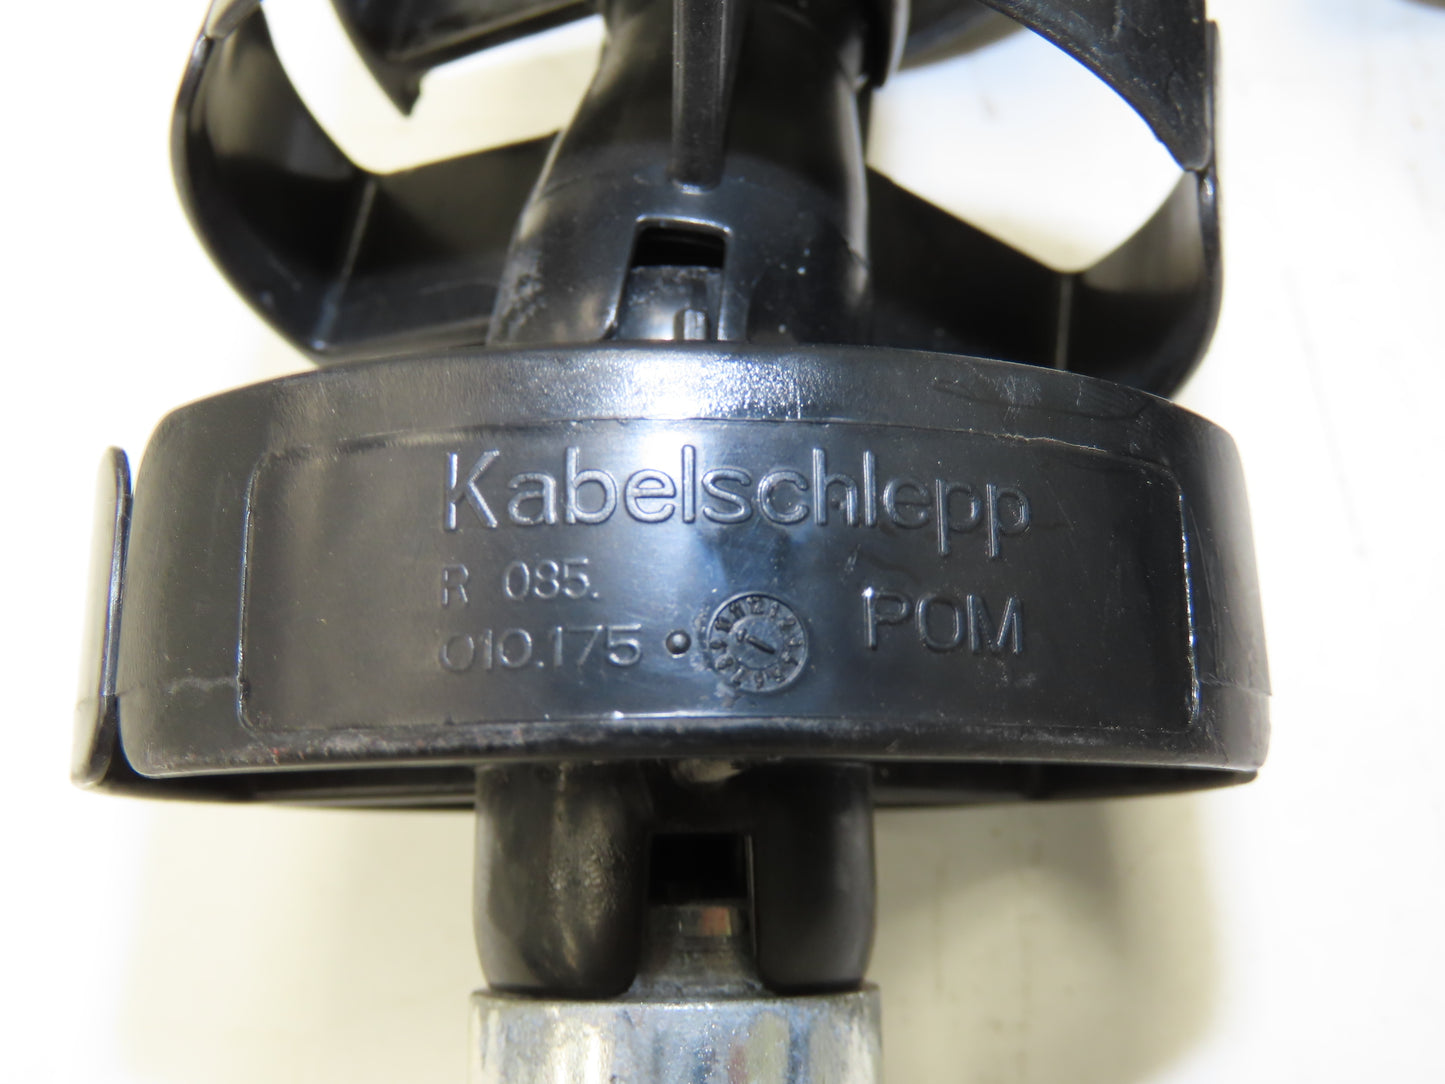 Kabelschlepp
R 085.
010.175 POM